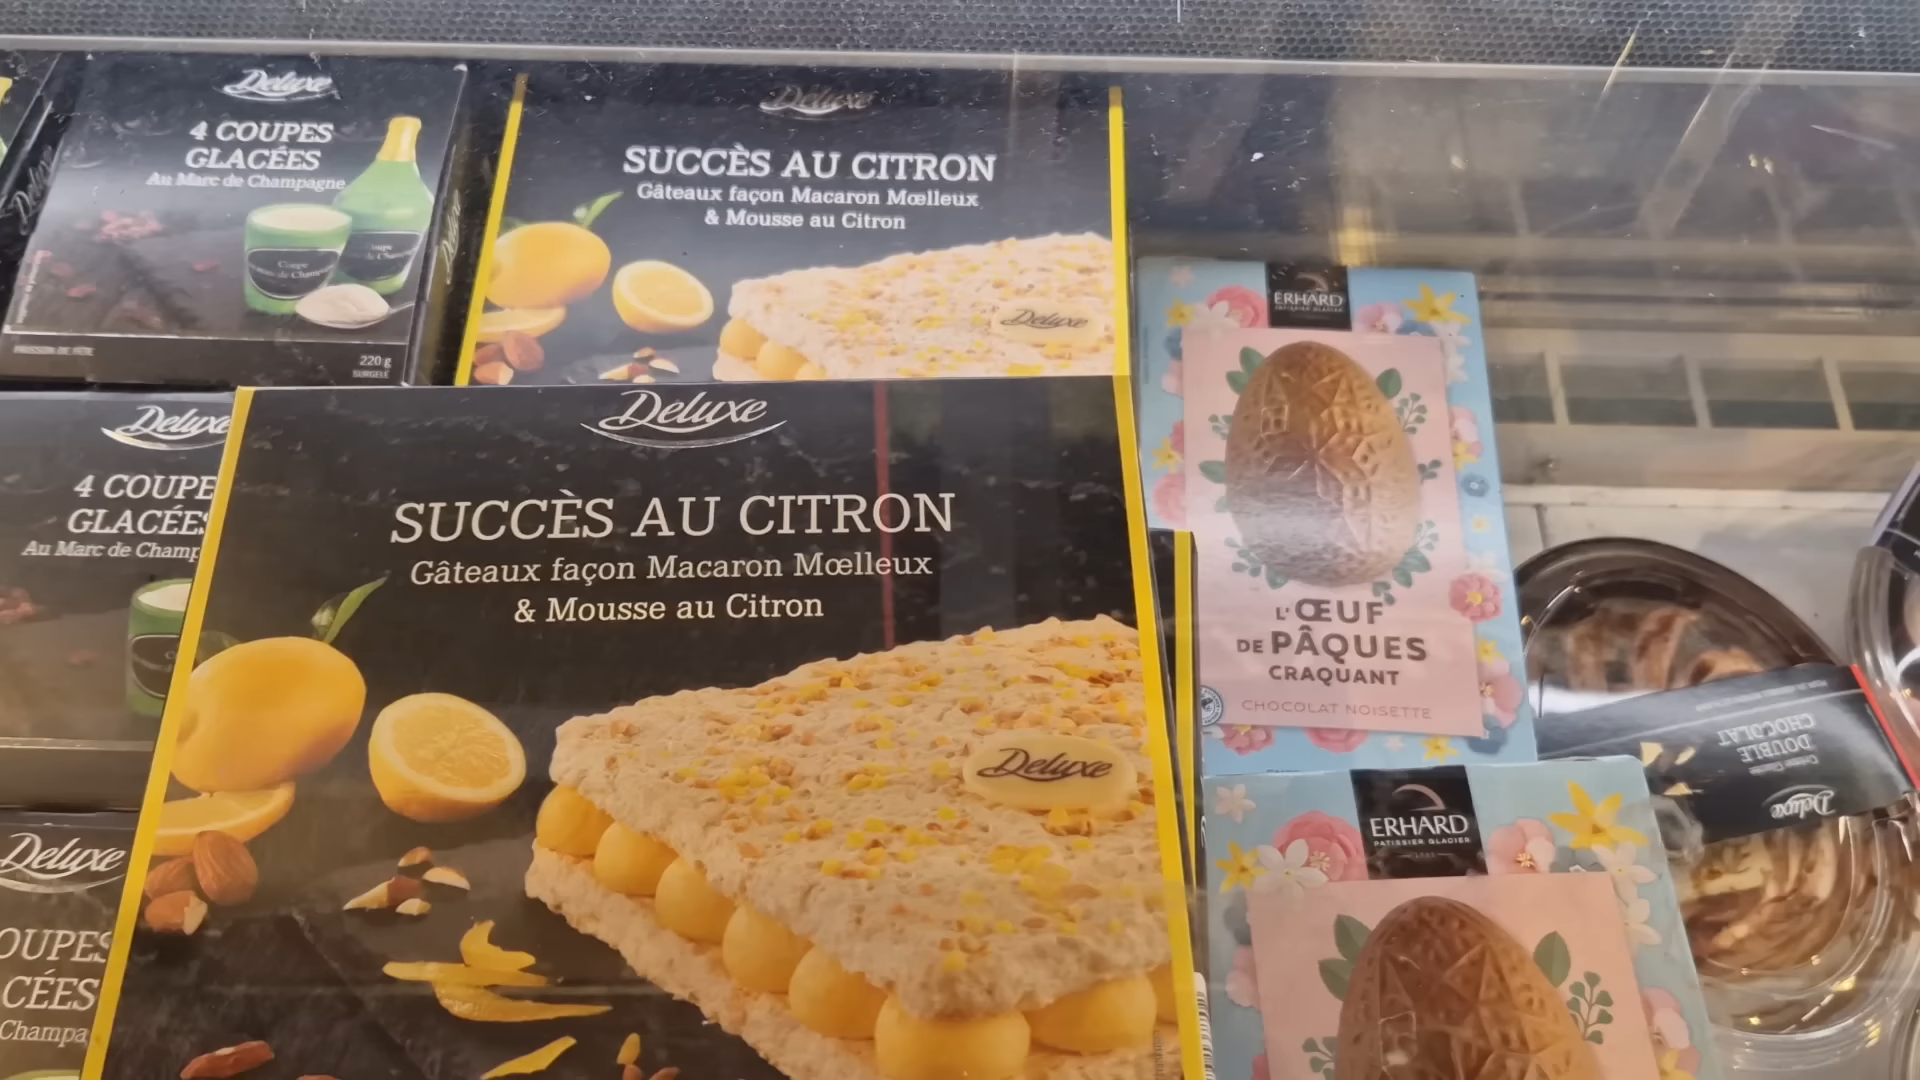 Deluxe
4 COUPES
GLACÉES
Au Marc de Champagne
220 g
SURGELÉ
Deluxe
SUCCÈS AU CITRON
Gâteaux façon Macaron Mœlleux
& Mousse au Citron
Deluxe
Deluxe
4 COUPE
GLACÉES
Au Marc de Champ
Deluxe
OUPES
CÉES
Champa
Deluxe
SUCCÈS AU CITRON
Gâteaux façon Macaron Mœlleux
& Mousse au Citron
Deluxe
ERHARD
PATISSIER GLACIER
L'ŒUF
DE PÂQUES
CRAQUANT
CHOCOLAT NOISETTE
ERHARD
PATISSIER GLACIER
Deluxe
DOUBLE
CHOCOLAT